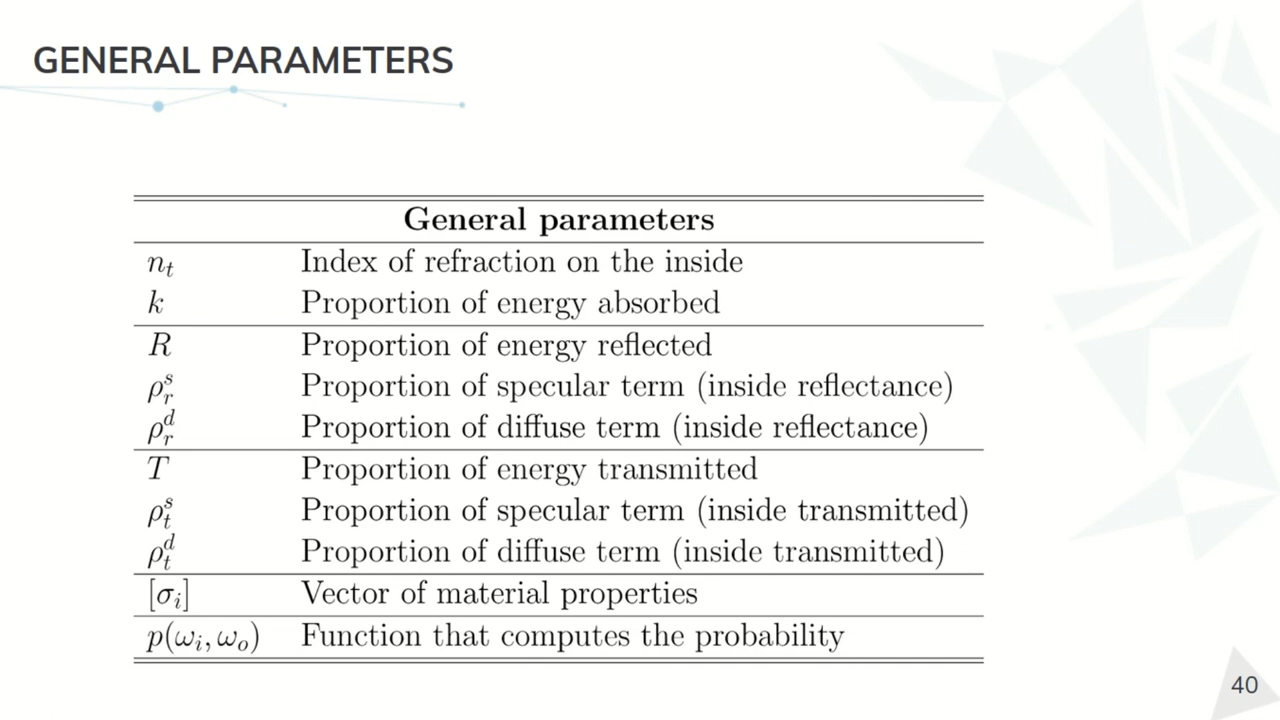 GENERAL PARAMETERS
General parameters
n_t Index of refraction on the inside
k Proportion of energy absorbed
R Proportion of energy reflected
ρ_r^s Proportion of specular term (inside reflectance)
ρ_r^d Proportion of diffuse term (inside reflectance)
T Proportion of energy transmitted
ρ_t^s Proportion of specular term (inside transmitted)
ρ_t^d Proportion of diffuse term (inside transmitted)
[σ_i] Vector of material properties
p(ω_i, ω_o) Function that computes the probability
40